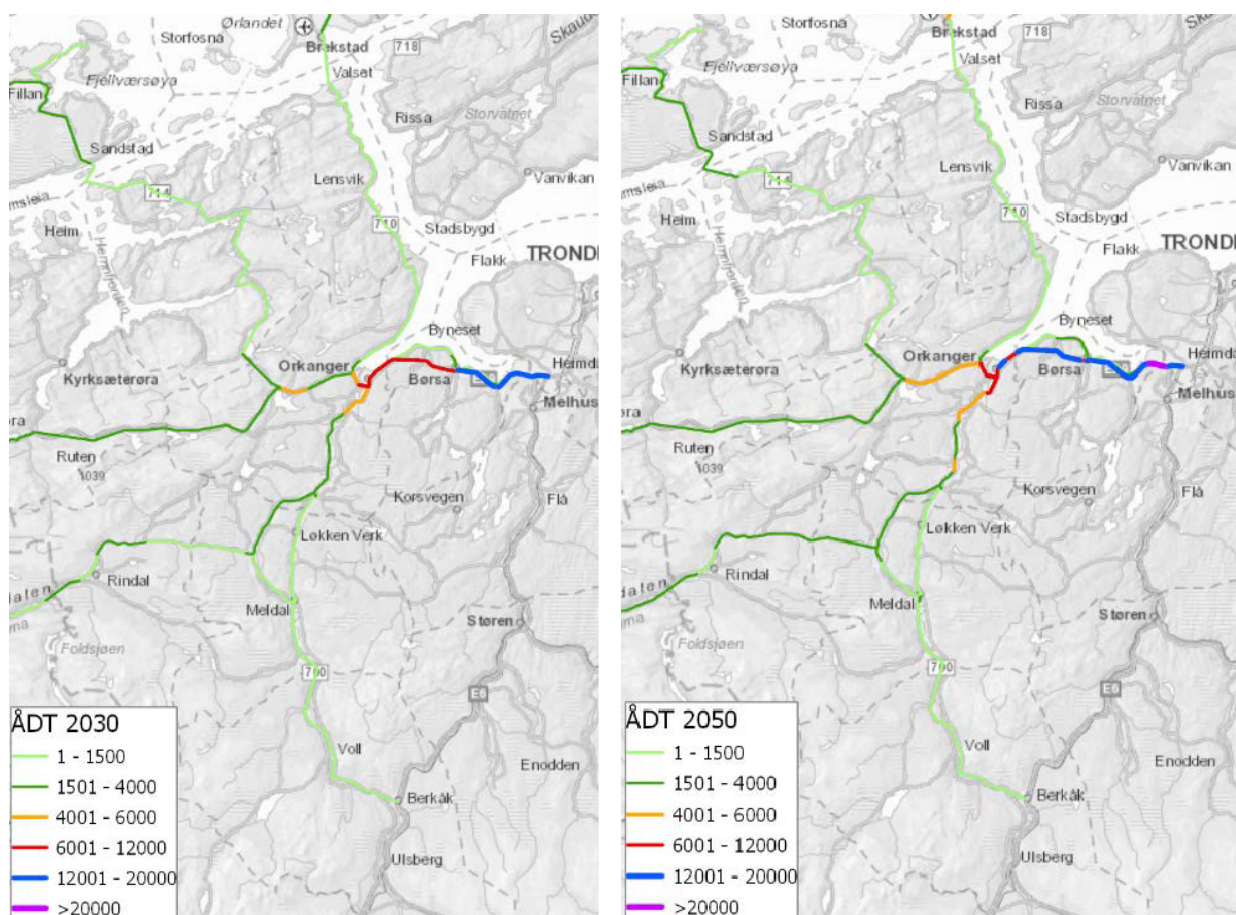 Ørlandet
Storfosna
Brekstad
718
Valset
Fjellværsøya
Fillan
Rissa
Storvatnet
Sandstad
Lensvik
Vanvikan
714
Heim
Hemnfjorden
710
Stadsbygd
Flakk
TROND
Byneset
Orkanger
Børsa
Heimda
Kyrksæterøra
Melhus
Ruten
1039
Korsvegen
Flå
Løkken Verk
Rindal
Meldal
Støren
Foldsjøen
700
E6
Voll
Enodden
Berkåk
Ulsberg
ÅDT 2030
1 - 1500
1501 - 4000
4001 - 6000
6001 - 12000
12001 - 20000
>20000
Ørlandet
Storfosna
Brekstad
718
Valset
Fjellværsøya
Fillan
Rissa
Storvatnet
Sandstad
Lensvik
Vanvikan
714
Heim
Hemnfjorden
710
Stadsbygd
Flakk
TRONDI
Byneset
Orkanger
Børsa
Heimda
Kyrksæterøra
Melhus
Ruten
1039
Korsvegen
Flå
Løkken Verk
Rindal
Meldal
Støren
Foldsjøen
700
E6
Voll
Enodden
Berkåk
Ulsberg
ÅDT 2050
1 - 1500
1501 - 4000
4001 - 6000
6001 - 12000
12001 - 20000
>20000